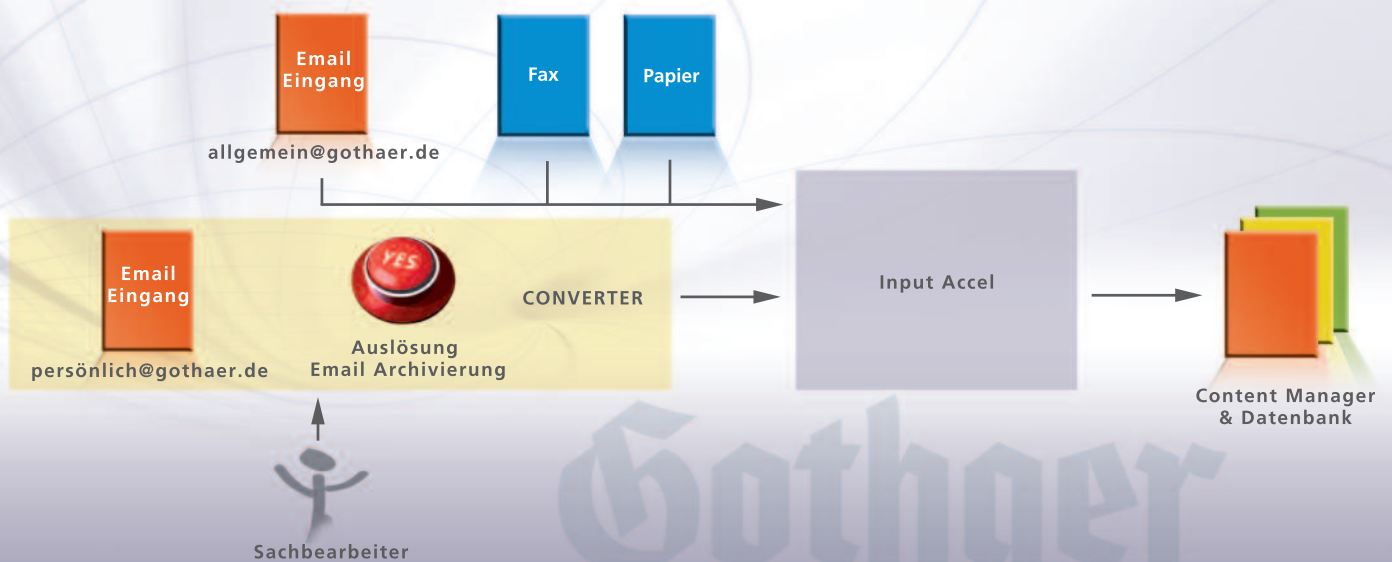 Email
Eingang
Fax
Papier
allgemein@gothaer.de
Email
Eingang
YES
CONVERTER
Input Accel
persönlich@gothaer.de
Auslösung
Email Archivierung
Content Manager
& Datenbank
Sachbearbeiter
Gothaer